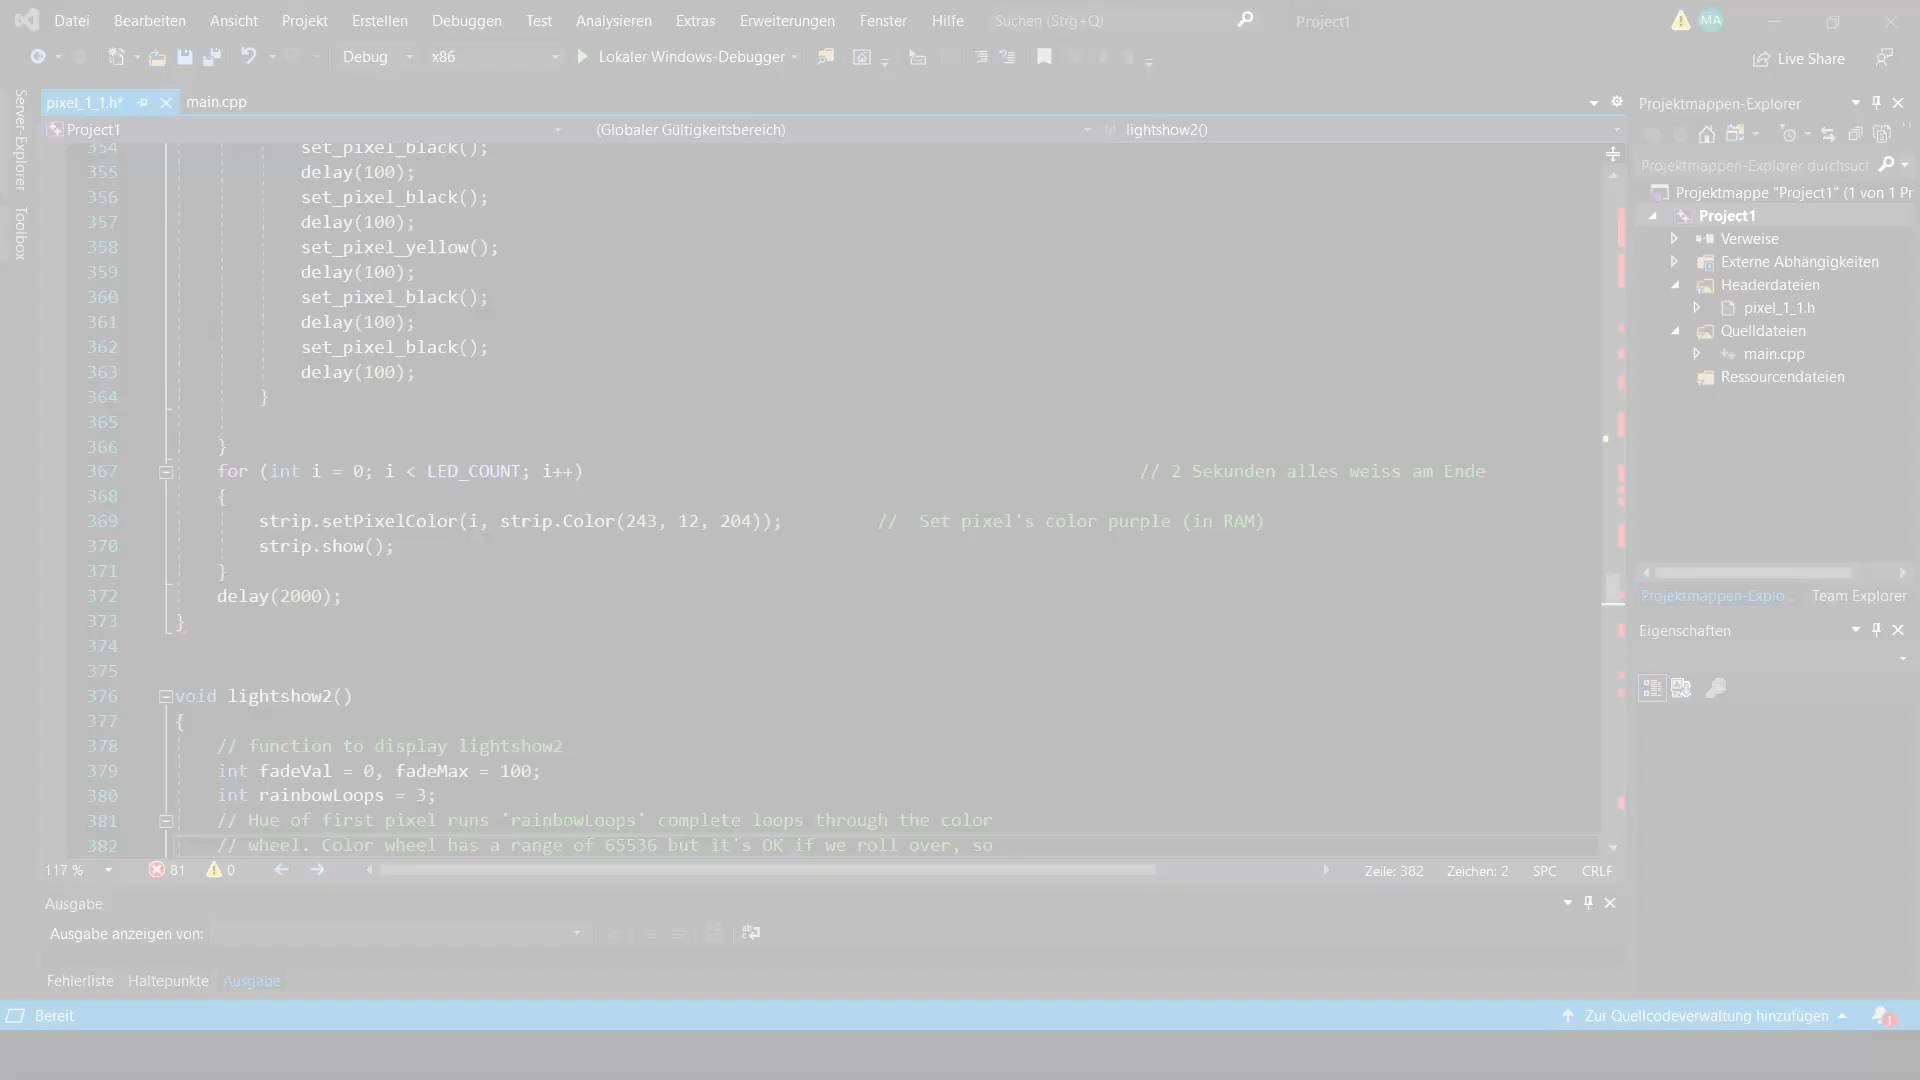 Datei Bearbeiten Ansicht Projekt Erstellen Debuggen Test Analysieren Extras Erweiterungen Fenster Hilfe Suchen (Strg+Q) Project1 MA
Debug x86 Lokaler Windows-Debugger Live Share
Server-Explorer
Toolbox
pixel_1_1.h* main.cpp
Project1 (Globaler Gültigkeitsbereich) lightshow2()
354 set_pixel_black();
355 delay(100);
356 set_pixel_black();
357 delay(100);
358 set_pixel_yellow();
359 delay(100);
360 set_pixel_black();
361 delay(100);
362 set_pixel_black();
363 delay(100);
364 }
365
366 }
367 for (int i = 0; i < LED_COUNT; i++) // 2 Sekunden alles weiss am Ende
368 {
369 strip.setPixelColor(i, strip.Color(243, 12, 204)); // Set pixel's color purple (in RAM)
370 strip.show();
371 }
372 delay(2000);
373 }
374
375
376 void lightshow2()
377 {
378 // function to display lightshow2
379 int fadeVal = 0, fadeMax = 100;
380 int rainbowLoops = 3;
381 // Hue of first pixel runs 'rainbowLoops' complete loops through the color
382 // wheel. Color wheel has a range of 65536 but it's OK if we roll over, so
117 % 81 0 Zeile: 382 Zeichen: 2 SPC CRLF
Ausgabe
Ausgabe anzeigen von:
Fehlerliste Haltepunkte Ausgabe
Projektmappen-Explorer
Projektmappen-Explorer durchsuch
Projektmappe "Project1" (1 von 1 Pr
Project1
Verweise
Externe Abhängigkeiten
Headerdateien
pixel_1_1.h
Quelldateien
main.cpp
Ressourcendateien
Projektmappen-Explo... Team Explorer
Eigenschaften
Bereit Zur Quellcodeverwaltung hinzufügen 1